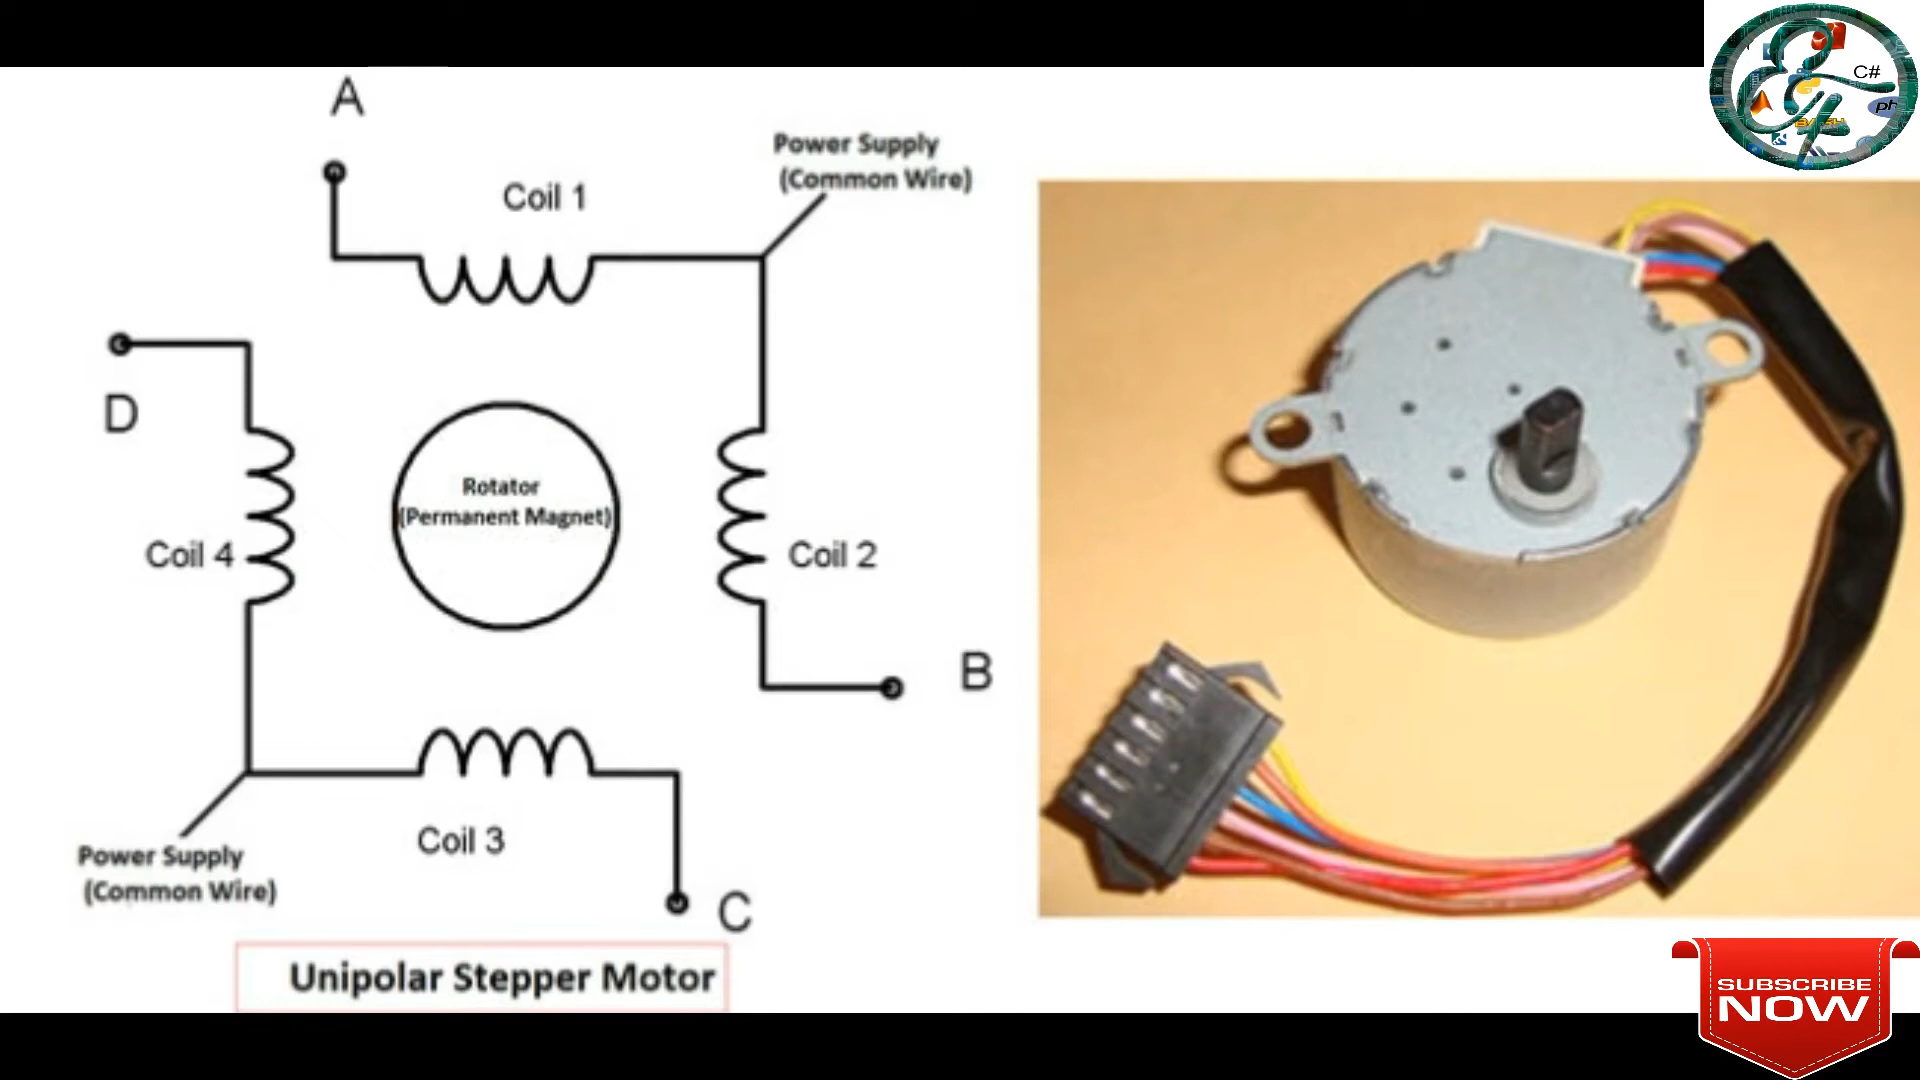 A
Power Supply
(Common Wire)
Coil 1
C#
D
Rotator
(Permanent Magnet)
Coil 4
Coil 2
B
Coil 3
Power Supply
(Common Wire)
C
Unipolar Stepper Motor
SUBSCRIBE
NOW